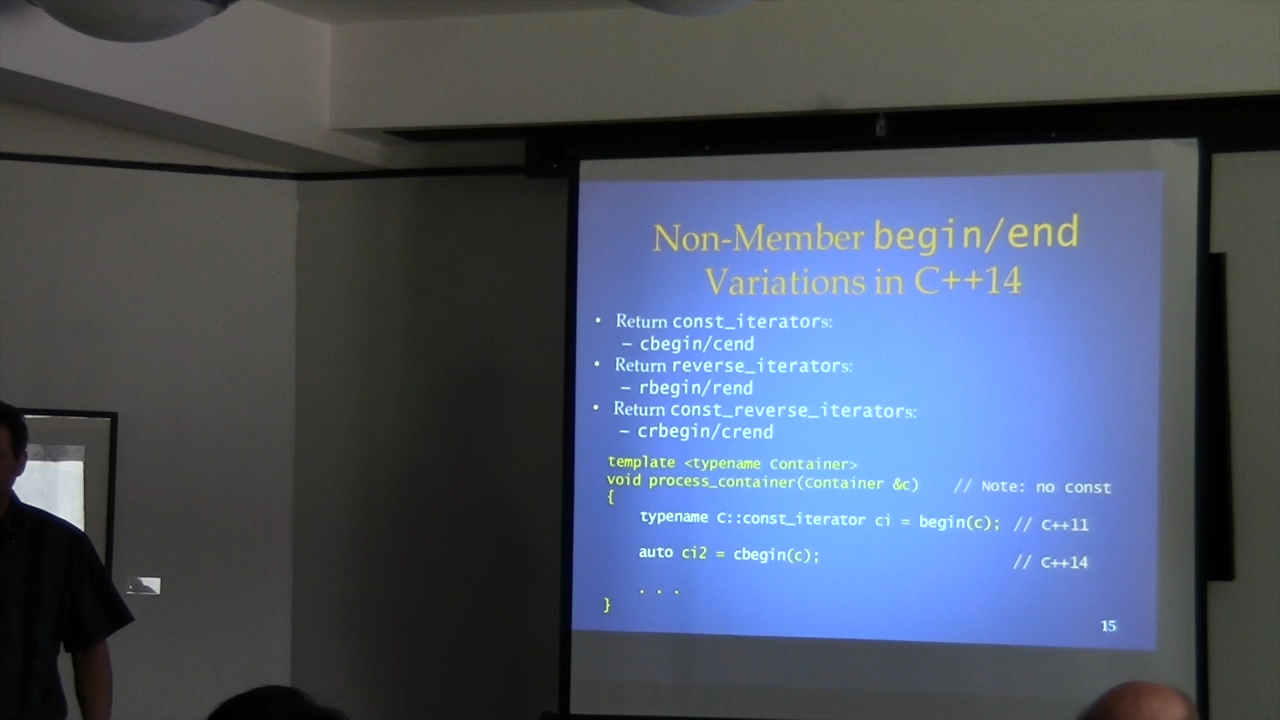 Non-Member begin/end
Variations in C++14
• Return const_iterators:
– cbegin/cend
• Return reverse_iterators:
– rbegin/rend
• Return const_reverse_iterators:
– crbegin/crend
template <typename Container>
void process_container(Container &c) // Note: no const
{
typename C::const_iterator ci = begin(c); // C++11
auto ci2 = cbegin(c); // C++14
. . .
}
15